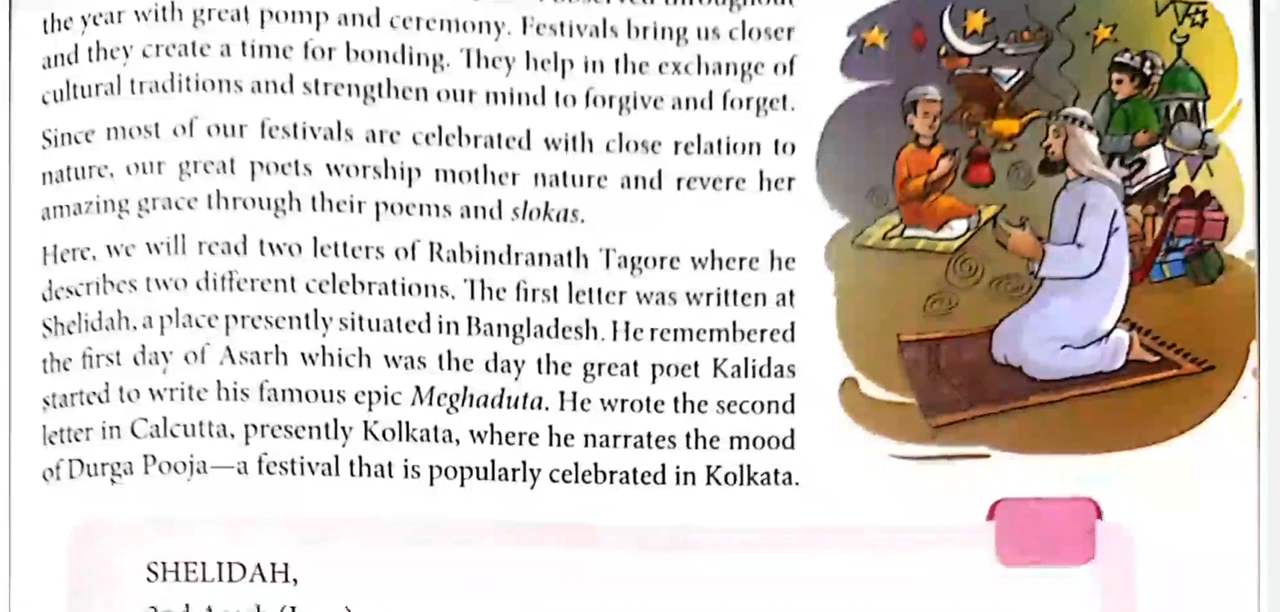 the year with great pomp and ceremony. Festivals bring us closer
and they create a time for bonding. They help in the exchange of
cultural traditions and strengthen our mind to forgive and forget.
Since most of our festivals are celebrated with close relation to
nature, our great poets worship mother nature and revere her
amazing grace through their poems and slokas.
Here, we will read two letters of Rabindranath Tagore where he
describes two different celebrations. The first letter was written at
Shelidah, a place presently situated in Bangladesh. He remembered
the first day of Asarh which was the day the great poet Kalidas
started to write his famous epic Meghaduta. He wrote the second
letter in Calcutta, presently Kolkata, where he narrates the mood
of Durga Pooja—a festival that is popularly celebrated in Kolkata.
SHELIDAH,